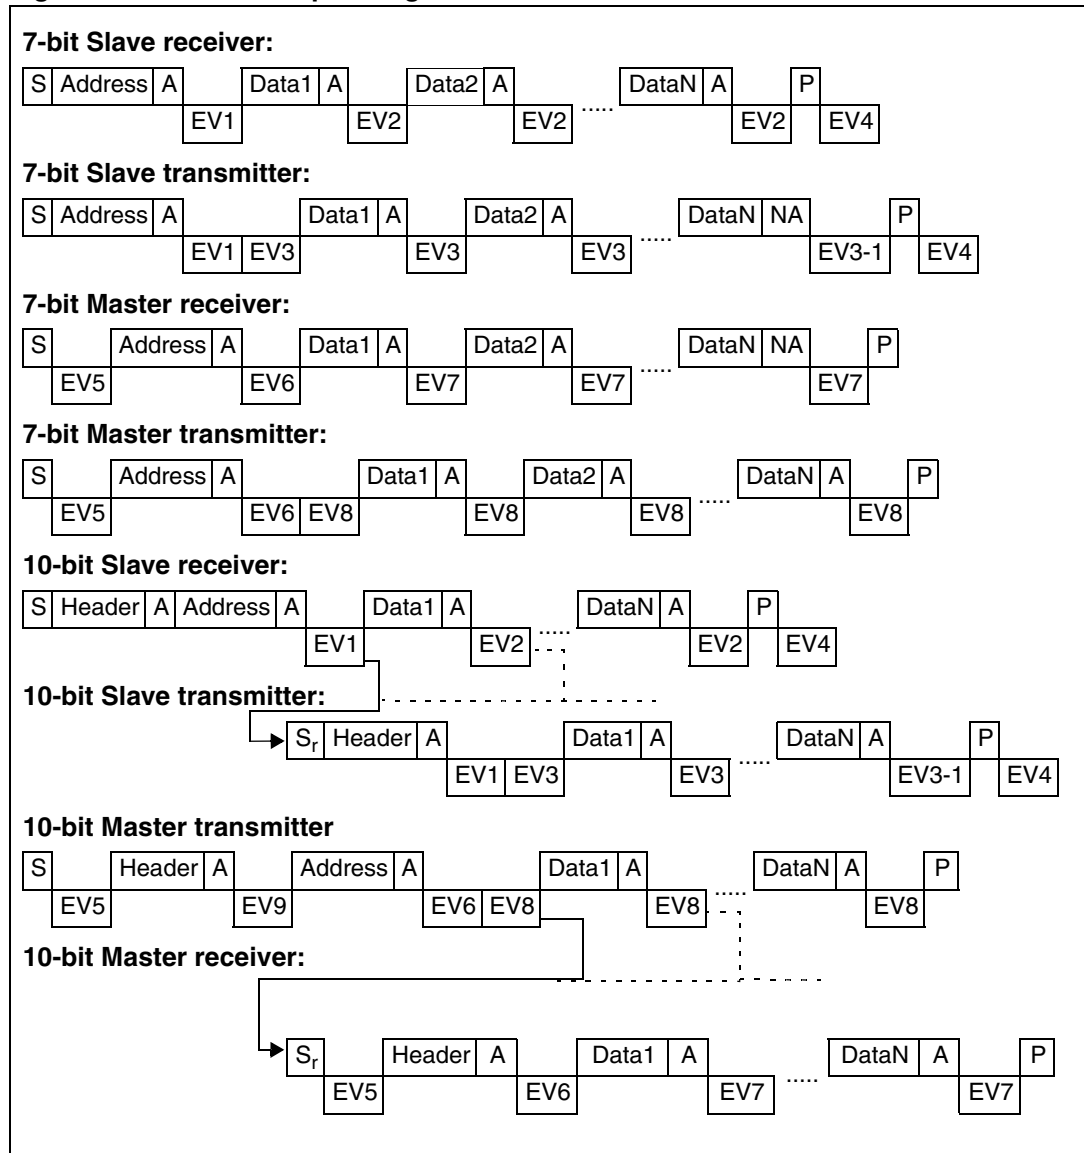 7-bit Slave receiver:
S Address A Data1 A Data2 A ..... DataN A P
EV1 EV2 EV2 EV2 EV4
7-bit Slave transmitter:
S Address A Data1 A Data2 A ..... DataN NA P
EV1 EV3 EV3 EV3 EV3-1 EV4
7-bit Master receiver:
S Address A Data1 A Data2 A ..... DataN NA P
EV5 EV6 EV7 EV7 EV7
7-bit Master transmitter:
S Address A Data1 A Data2 A ..... DataN A P
EV5 EV6 EV8 EV8 EV8 EV8
10-bit Slave receiver:
S Header A Address A Data1 A ..... DataN A P
EV1 EV2 EV2 EV4
10-bit Slave transmitter:
Sr Header A Data1 A ..... DataN A P
EV1 EV3 EV3 EV3-1 EV4
10-bit Master transmitter
S Header A Address A Data1 A ..... DataN A P
EV5 EV9 EV6 EV8 EV8 EV8
10-bit Master receiver:
Sr Header A Data1 A ..... DataN A P
EV5 EV6 EV7 EV7